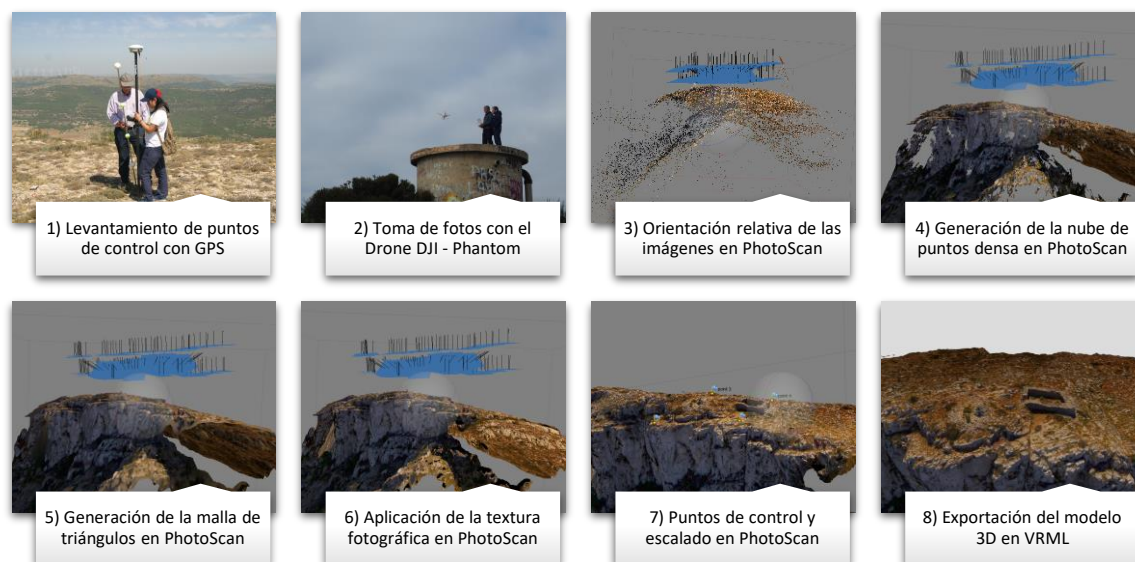 1) Levantamiento de puntos
de control con GPS
2) Toma de fotos con el
Drone DJI - Phantom
3) Orientación relativa de las
imágenes en PhotoScan
4) Generación de la nube de
puntos densa en PhotoScan
5) Generación de la malla de
triángulos en PhotoScan
6) Aplicación de la textura
fotográfica en PhotoScan
7) Puntos de control y
escalado en PhotoScan
8) Exportación del modelo
3D en VRML